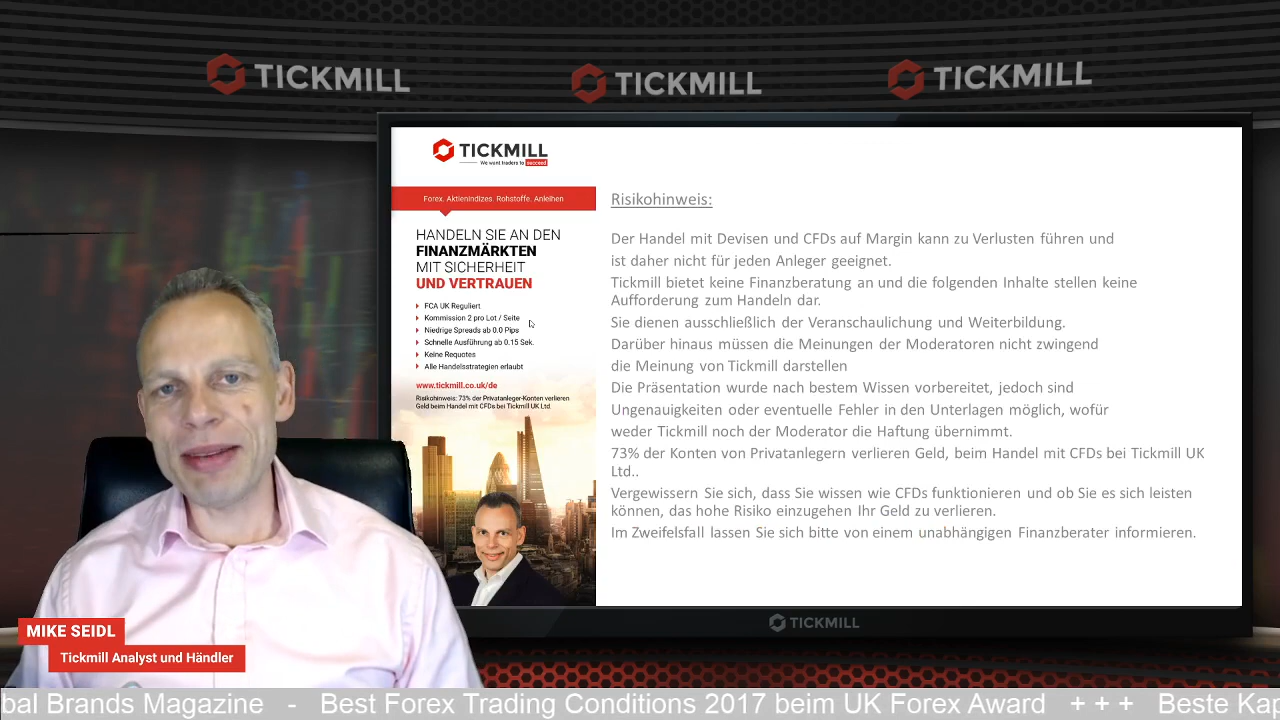 TICKMILL
TICKMILL
TICKMILL
TICKMILL
We want traders to succeed
Forex. Aktienindizes. Rohstoffe. Anleihen
HANDELN SIE AN DEN
FINANZMÄRKTEN
MIT SICHERHEIT
UND VERTRAUEN
FCA UK Reguliert
Kommission 2 pro Lot / Seite
Niedrige Spreads ab 0.0 Pips
Schnelle Ausführung ab 0.15 Sek.
Keine Requotes
Alle Handelsstrategien erlaubt
www.tickmill.co.uk/de
Risikohinweis: 73% der Privatanleger-Konten verlieren
Geld beim Handel mit CFDs bei Tickmill UK Ltd.
Risikohinweis:
Der Handel mit Devisen und CFDs auf Margin kann zu Verlusten führen und
ist daher nicht für jeden Anleger geeignet.
Tickmill bietet keine Finanzberatung an und die folgenden Inhalte stellen keine
Aufforderung zum Handeln dar.
Sie dienen ausschließlich der Veranschaulichung und Weiterbildung.
Darüber hinaus müssen die Meinungen der Moderatoren nicht zwingend
die Meinung von Tickmill darstellen
Die Präsentation wurde nach bestem Wissen vorbereitet, jedoch sind
Ungenauigkeiten oder eventuelle Fehler in den Unterlagen möglich, wofür
weder Tickmill noch der Moderator die Haftung übernimmt.
73% der Konten von Privatanlegern verlieren Geld, beim Handel mit CFDs bei Tickmill UK
Ltd..
Vergewissern Sie sich, dass Sie wissen wie CFDs funktionieren und ob Sie es sich leisten
können, das hohe Risiko einzugehen Ihr Geld zu verlieren.
Im Zweifelsfall lassen Sie sich bitte von einem unabhängigen Finanzberater informieren.
TICKMILL
MIKE SEIDL
Tickmill Analyst und Händler
bal Brands Magazine - Best Forex Trading Conditions 2017 beim UK Forex Award + + + Beste Kap